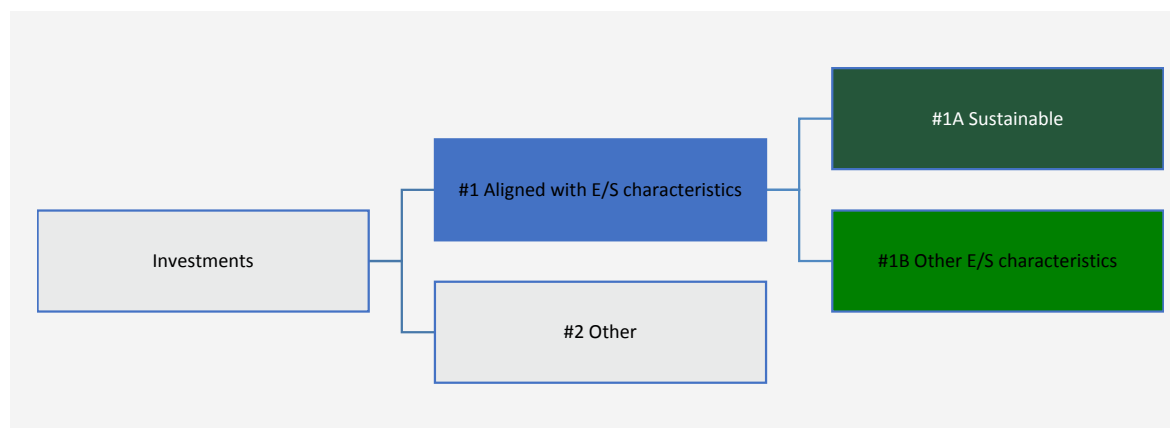 #1A Sustainable
#1 Aligned with E/S characteristics
Investments
#1B Other E/S characteristics
#2 Other